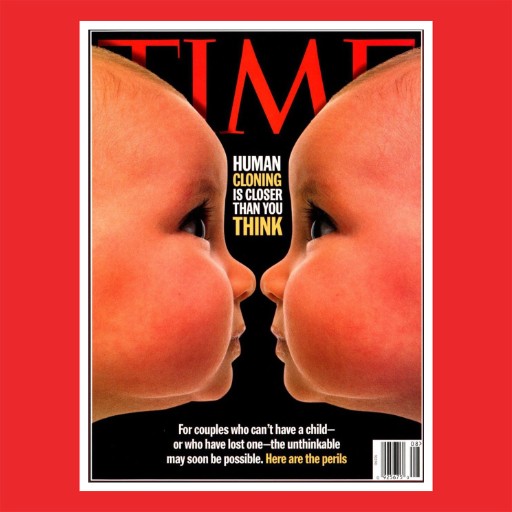 TIME
HUMAN
CLONING
IS CLOSER
THAN YOU
THINK
For couples who can't have a child—
or who have lost one—the unthinkable
may soon be possible. Here are the perils
08>